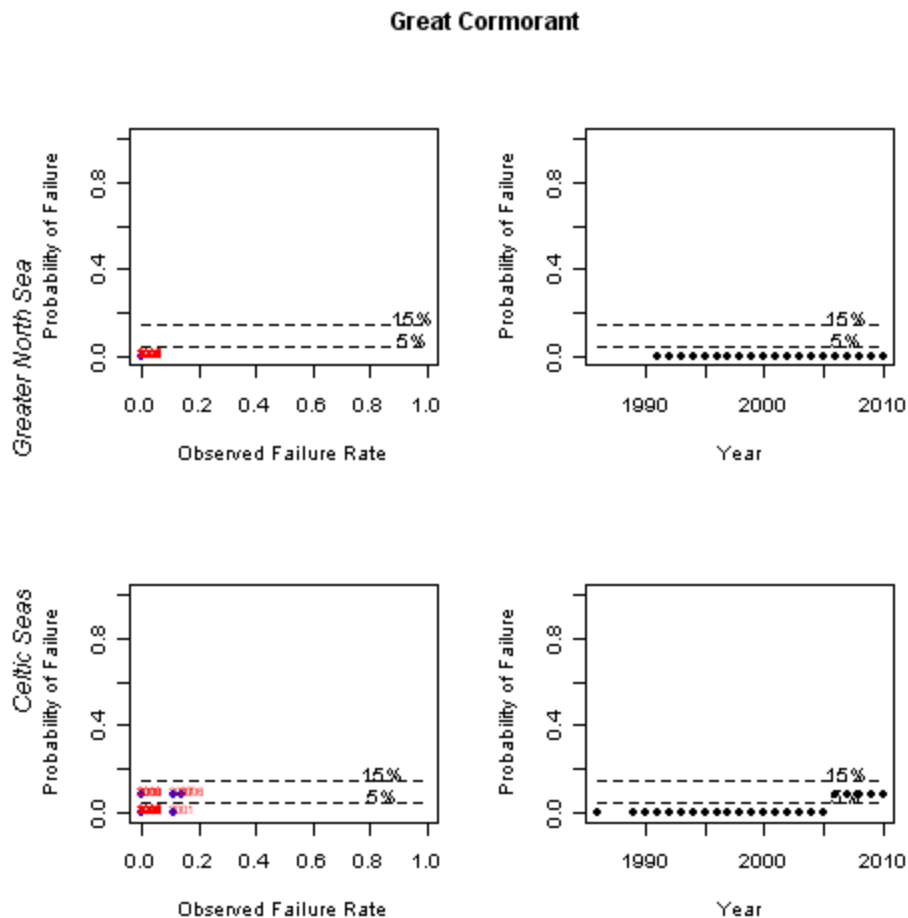 Great Cormorant
Greater North Sea
Probability of Failure
0.0 0.4 0.8
15%
5%
0.0 0.2 0.4 0.6 0.8 1.0
Observed Failure Rate
Probability of Failure
0.0 0.4 0.8
15%
5%
1990 2000 2010
Year
Celtic Seas
Probability of Failure
0.0 0.4 0.8
15%
5%
0.0 0.2 0.4 0.6 0.8 1.0
Observed Failure Rate
Probability of Failure
0.0 0.4 0.8
15%
5%
1990 2000 2010
Year